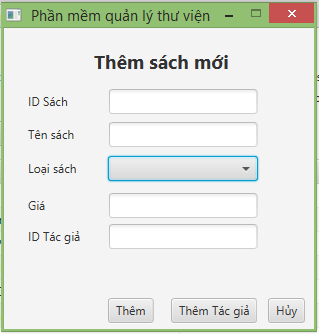 Phần mềm quản lý thư viện
Thêm sách mới
ID Sách
Tên sách
Loại sách
Giá
ID Tác giả
Thêm Thêm Tác giả Hủy